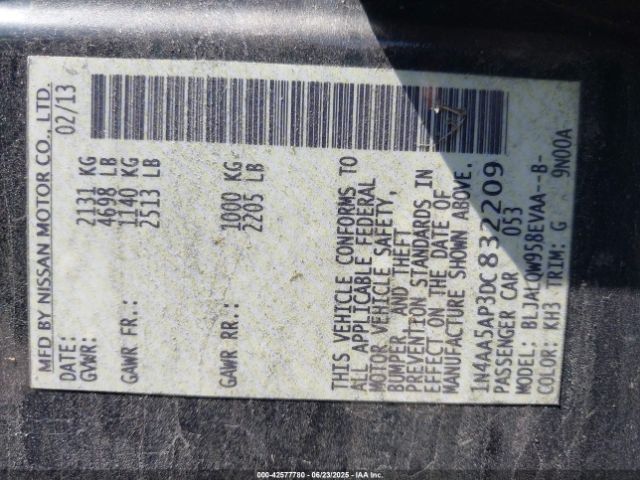 MFD BY NISSAN MOTOR CO., LTD.
DATE: 02/13
GVWR: 2131 KG
4698 LB
GAWR FR.: 1140 KG
2513 LB
GAWR RR.: 1000 KG
2205 LB
THIS VEHICLE CONFORMS TO
ALL APPLICABLE FEDERAL
MOTOR VEHICLE SAFETY,
BUMPER, AND THEFT
PREVENTION STANDARDS IN
EFFECT ON THE DATE OF
MANUFACTURE SHOWN ABOVE.
1N4AA5AP3DC832209
PASSENGER CAR 053
MODEL: BLJALQW958EVAA--B-
COLOR: KH3 TRIM: G 9N00A
000-42577780 - 06/23/2025 - IAA Inc.